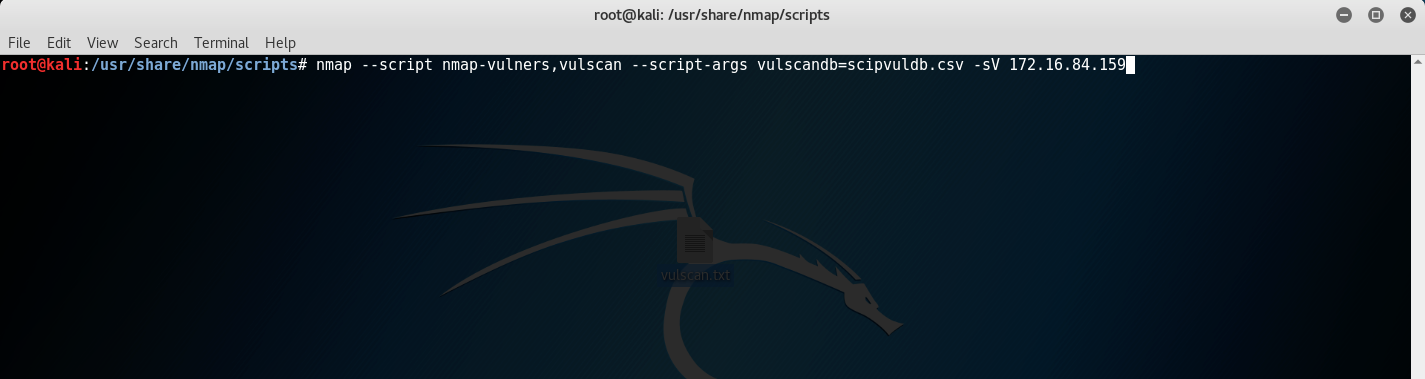 root@kali: /usr/share/nmap/scripts
File Edit View Search Terminal Help
root@kali:/usr/share/nmap/scripts# nmap --script nmap-vulners,vulscan --script-args vulscandb=scipvuldb.csv -sV 172.16.84.159
vulscan.txt